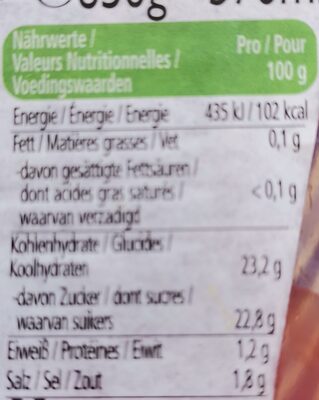 Nährwerte / Pro / Pour
Valeurs Nutritionnelles / 100 g
Voedingswaarden
Energie / Énergie / Energie 435 kJ / 102 kcal
Fett / Matières grasses / Vet 0,1 g
-davon gesättigte Fettsäuren /
dont acides gras saturés / <0,1 g
waarvan verzadigd
Kohlenhydrate / Glucides /
Koolhydraten 23,2 g
-davon Zucker / dont sucres /
waarvan suikers 22,8 g
Eiweiß / Protéines / Eiwit 1,2 g
Salz / Sel / Zout 1,8 g